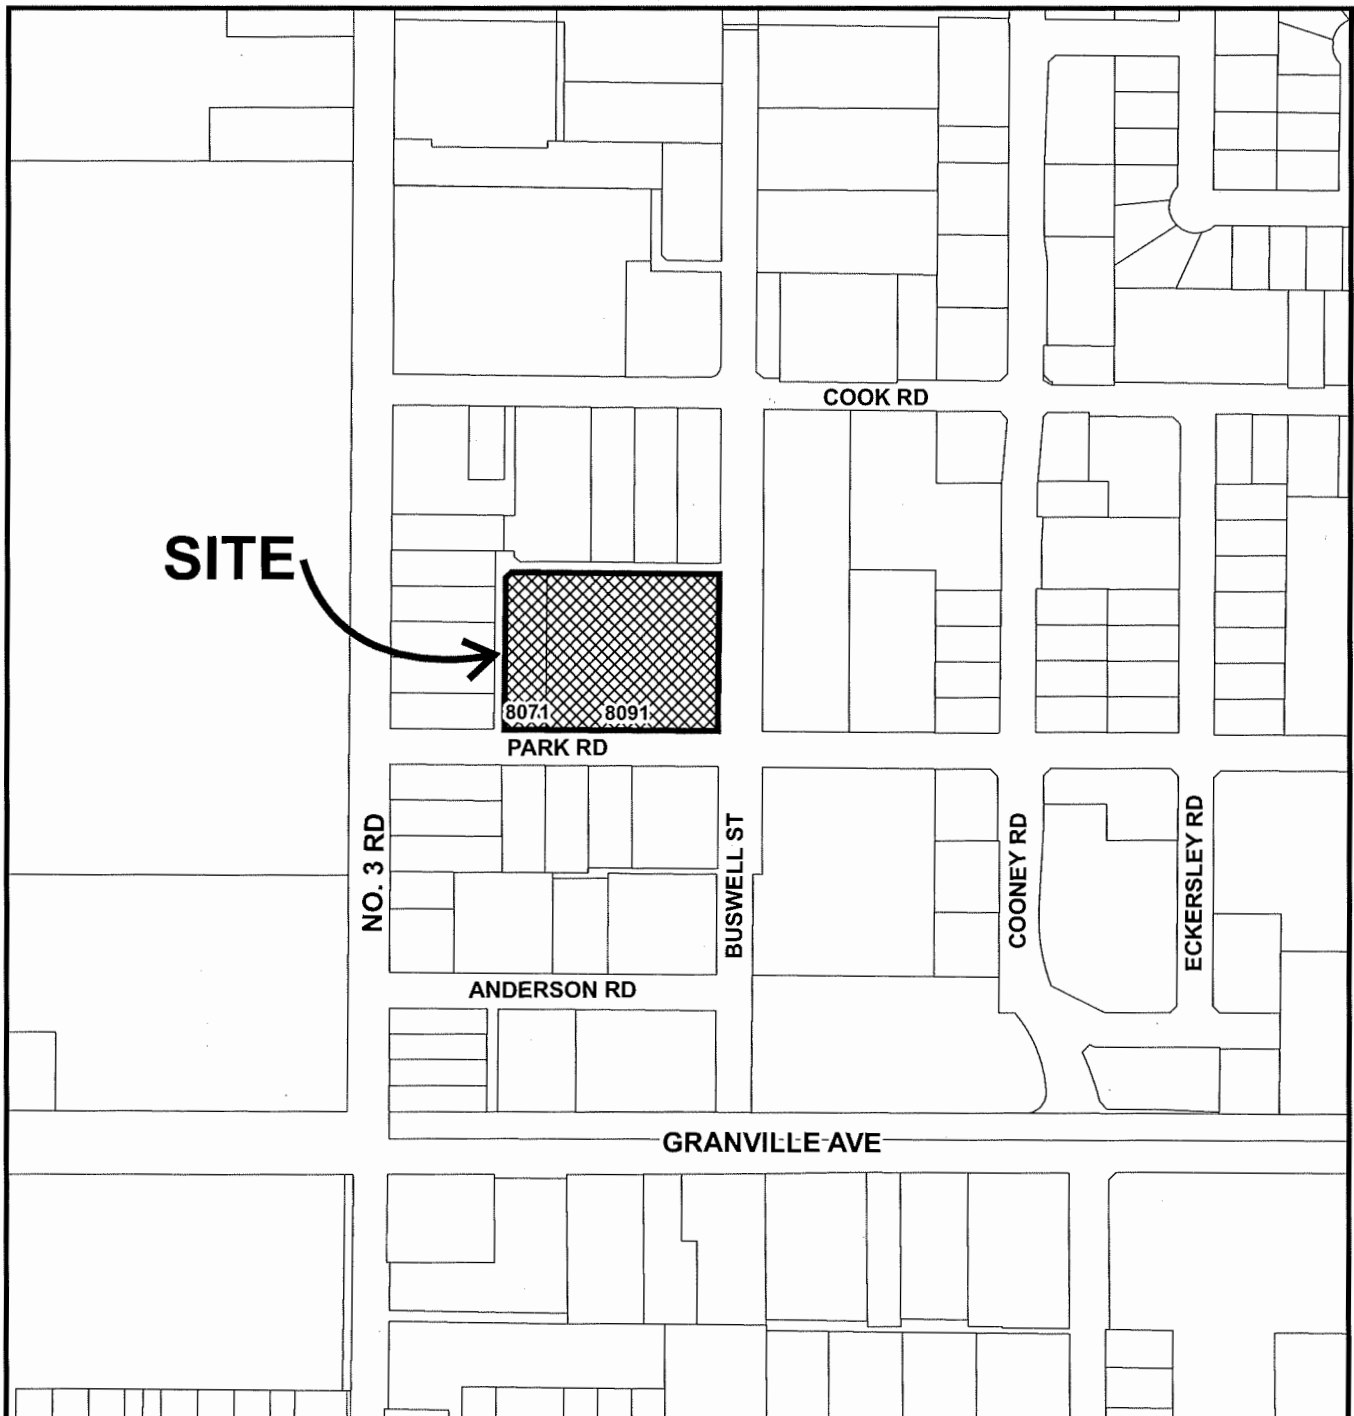 COOK RD
SITE
8071
8091
PARK RD
NO. 3 RD
BUSWELL ST
COONEY RD
ECKERSLEY RD
ANDERSON RD
GRANVILLE AVE